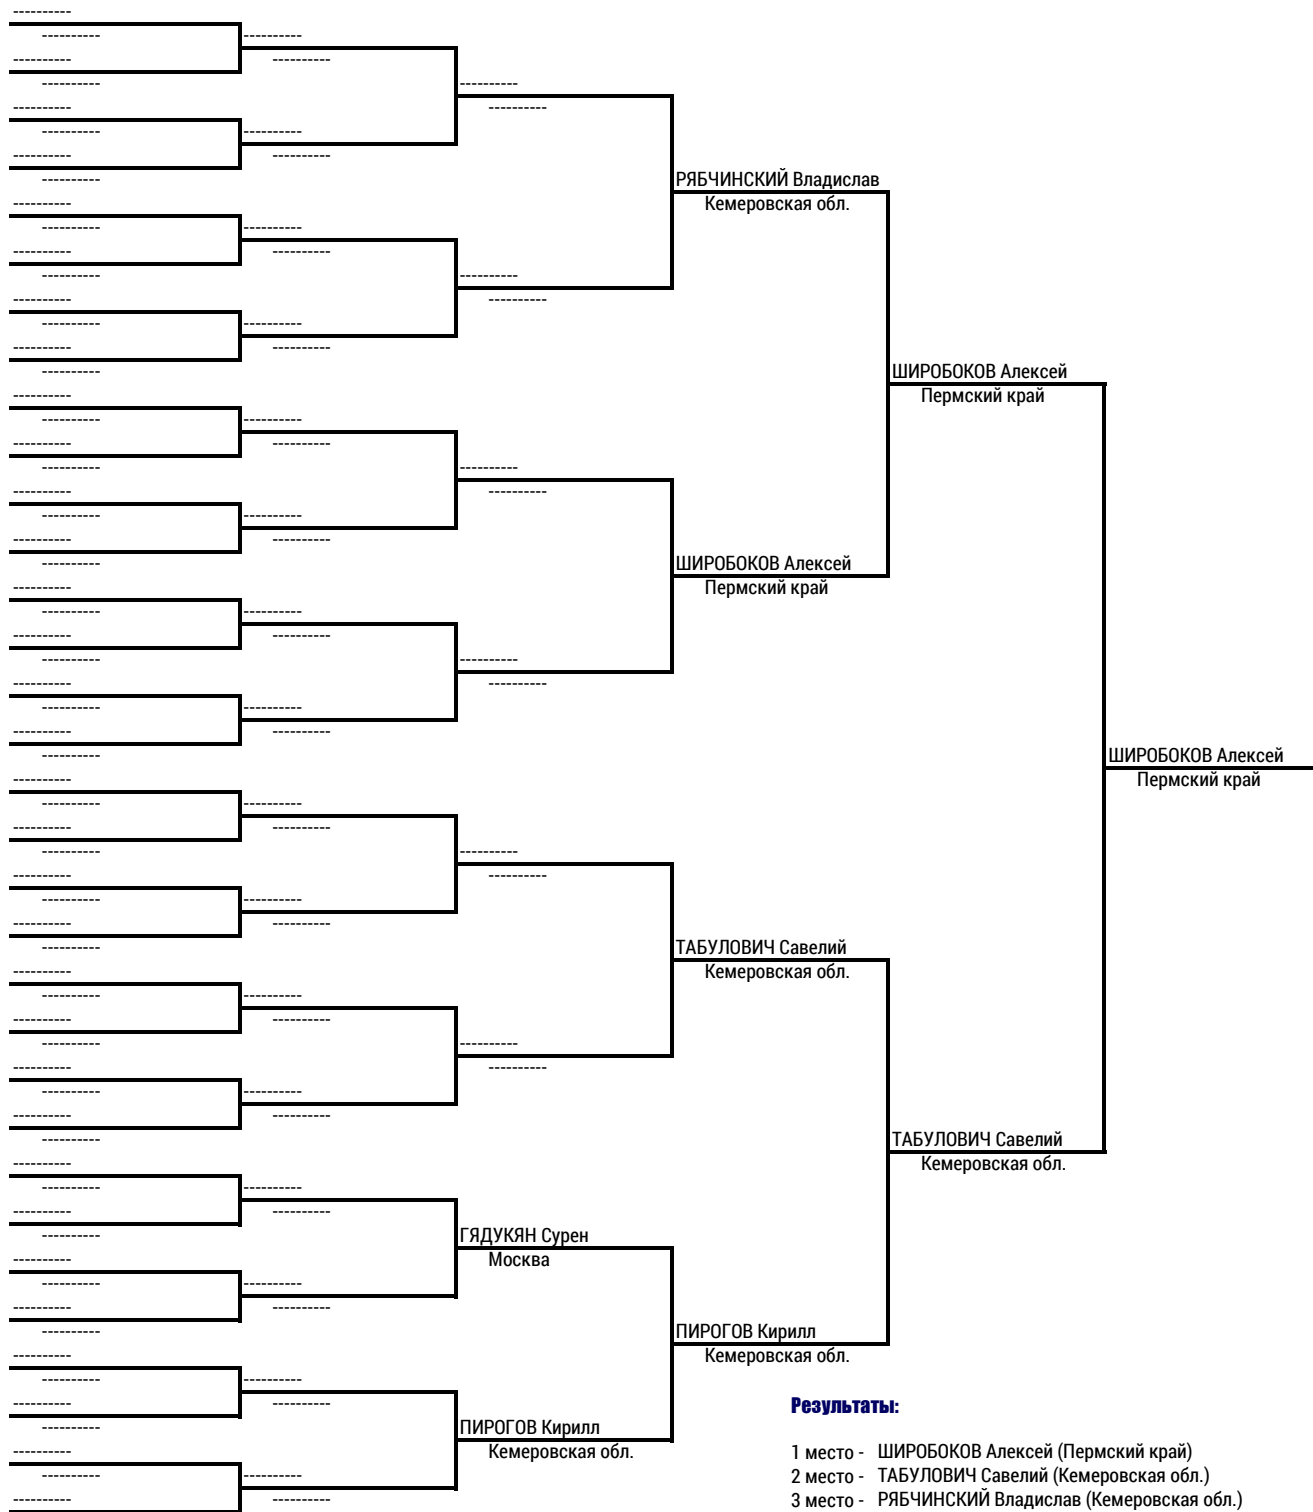 РЯБЧИНСКИЙ Владислав
Кемеровская обл.
ШИРОБОКОВ Алексей
Пермский край
ШИРОБОКОВ Алексей
Пермский край
ШИРОБОКОВ Алексей
Пермский край
ТАБУЛОВИЧ Савелий
Кемеровская обл.
ТАБУЛОВИЧ Савелий
Кемеровская обл.
ГЯДУКЯН Сурен
Москва
ПИРОГОВ Кирилл
Кемеровская обл.
ПИРОГОВ Кирилл
Кемеровская обл.
Результаты:
1 место - ШИРОБОКОВ Алексей (Пермский край)
2 место - ТАБУЛОВИЧ Савелий (Кемеровская обл.)
3 место - РЯБЧИНСКИЙ Владислав (Кемеровская обл.)